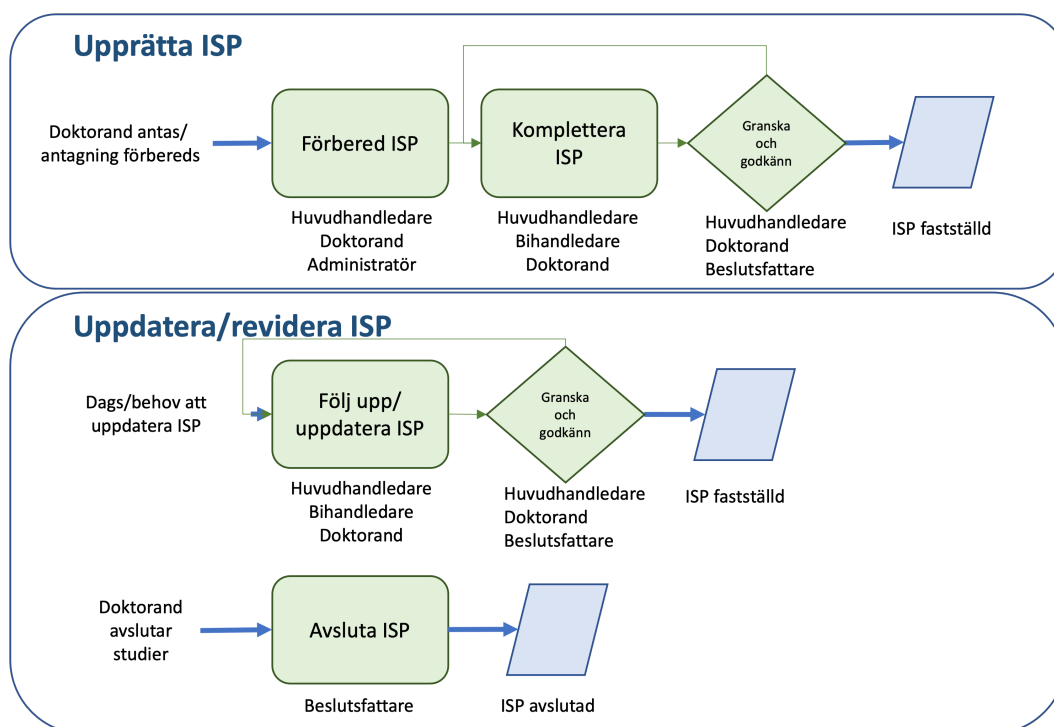 Upprätta ISP
Doktorand antas/
antagning förbereds
Förbered ISP
Huvudhandledare
Doktorand
Administratör
Komplettera
ISP
Huvudhandledare
Bihandledare
Doktorand
Granska
och
godkänn
Huvudhandledare
Doktorand
Beslutsfattare
ISP fastställd
Uppdatera/revidera ISP
Dags/behov att
uppdatera ISP
Följ upp/
uppdatera ISP
Huvudhandledare
Bihandledare
Doktorand
Granska
och
godkänn
Huvudhandledare
Doktorand
Beslutsfattare
ISP fastställd
Doktorand
avslutar
studier
Avsluta ISP
Beslutsfattare
ISP avslutad